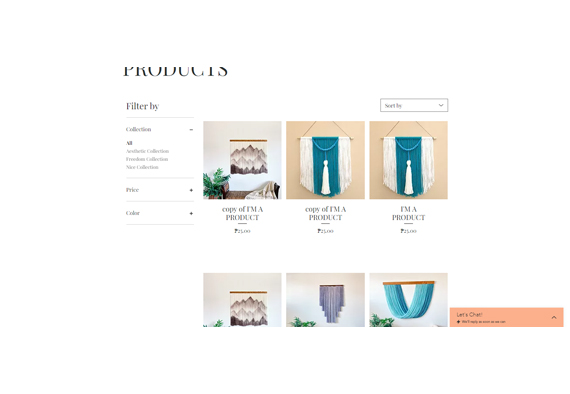 PRODUCTS
Filter by
Sort by
Collection
All
Aesthetic Collection
Freedom Collection
Nice Collection
Price
Color
copy of I'M A
PRODUCT
₱25.00
copy of I'M A
PRODUCT
₱25.00
I'M A
PRODUCT
₱25.00
Let's Chat!
We'll reply as soon as we can